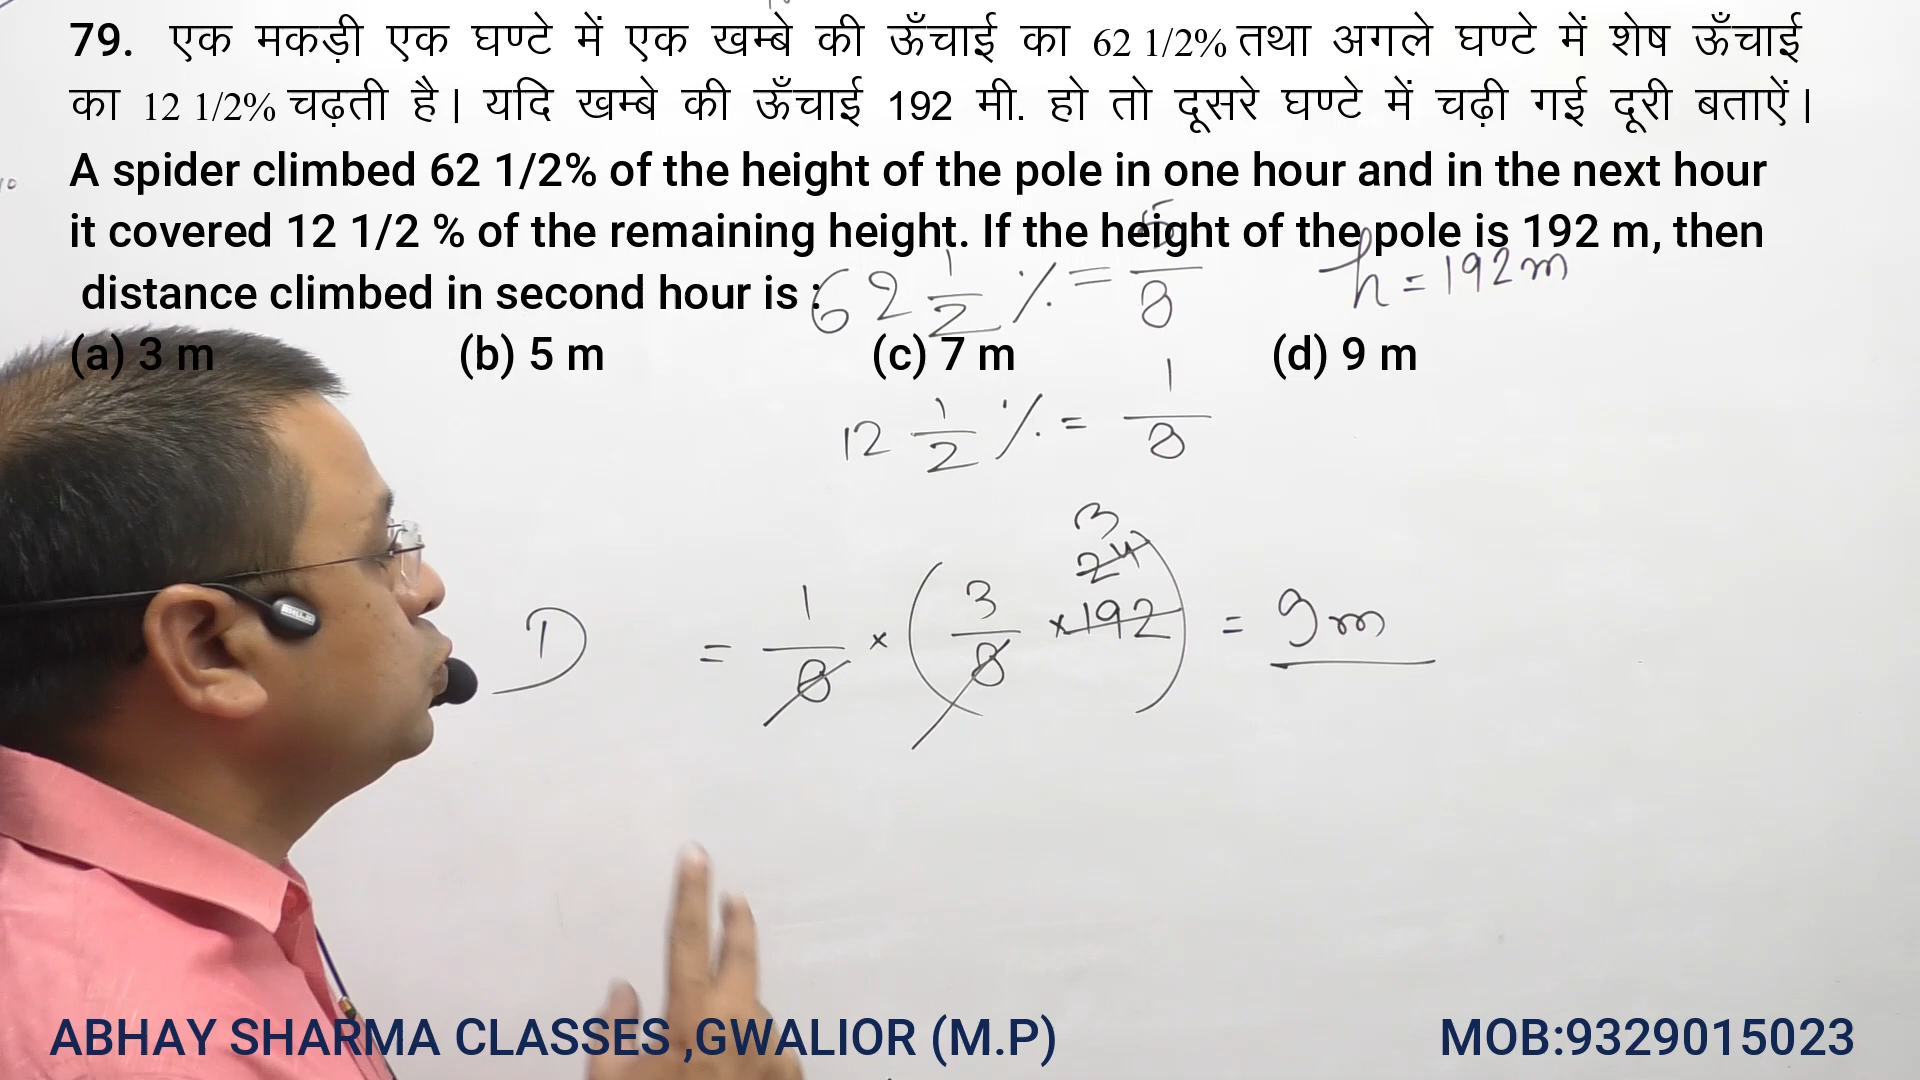 79. एक मकड़ी एक घण्टे में एक खम्बे की ऊँचाई का 62 1/2% तथा अगले घण्टे में शेष ऊँचाई
का 12 1/2% चढ़ती है। यदि खम्बे की ऊँचाई 192 मी. हो तो दूसरे घण्टे में चढ़ी गई दूरी बताऐं।
A spider climbed 62 1/2% of the height of the pole in one hour and in the next hour
it covered 12 1/2 % of the remaining height. If the height of the pole is 192 m, then
distance climbed in second hour is :
62 1/2 % = 5/8
h = 192 m
(a) 3 m (b) 5 m (c) 7 m (d) 9 m
12 1/2 % = 1/8
3
24
D = 1/8 × (3/8 × 192) = 9 m
ABHAY SHARMA CLASSES ,GWALIOR (M.P) MOB:9329015023